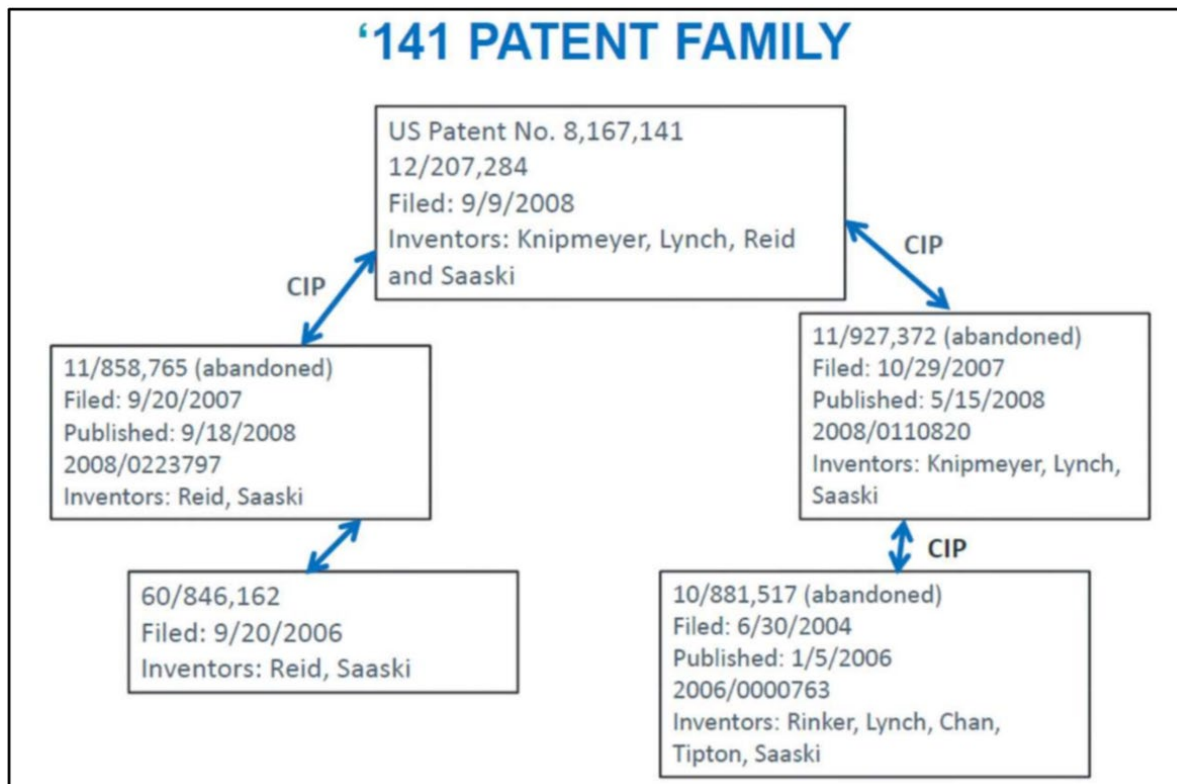 ‘141 PATENT FAMILY
US Patent No. 8,167,141
12/207,284
Filed: 9/9/2008
Inventors: Knipmeyer, Lynch, Reid
and Saaski
CIP
CIP
11/858,765 (abandoned)
Filed: 9/20/2007
Published: 9/18/2008
2008/0223797
Inventors: Reid, Saaski
11/927,372 (abandoned)
Filed: 10/29/2007
Published: 5/15/2008
2008/0110820
Inventors: Knipmeyer, Lynch,
Saaski
CIP
60/846,162
Filed: 9/20/2006
Inventors: Reid, Saaski
10/881,517 (abandoned)
Filed: 6/30/2004
Published: 1/5/2006
2006/0000763
Inventors: Rinker, Lynch, Chan,
Tipton, Saaski